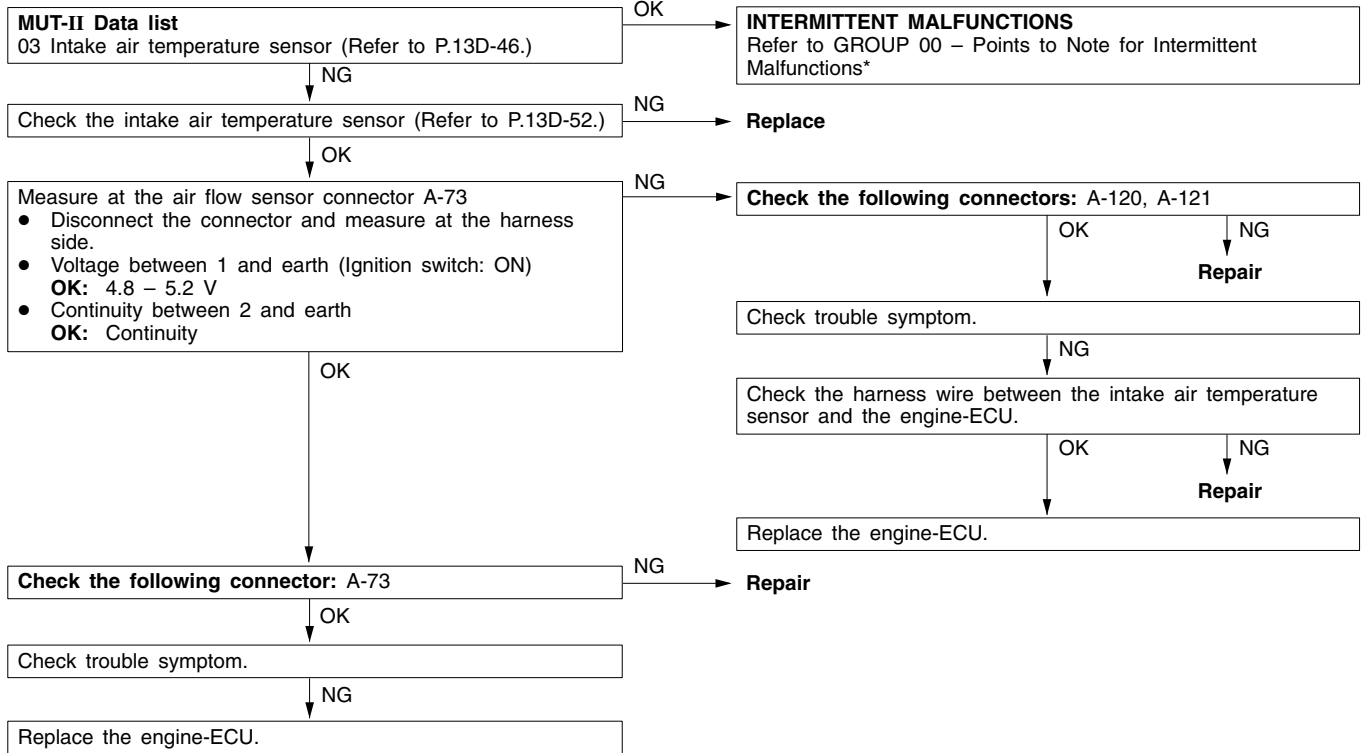 MUT-II Data list
03 Intake air temperature sensor (Refer to P.13D-46.)
OK
INTERMITTENT MALFUNCTIONS
Refer to GROUP 00 – Points to Note for Intermittent
Malfunctions*
NG
Check the intake air temperature sensor (Refer to P.13D-52.)
NG
Replace
OK
Measure at the air flow sensor connector A-73
● Disconnect the connector and measure at the harness
side.
● Voltage between 1 and earth (Ignition switch: ON)
OK: 4.8 – 5.2 V
● Continuity between 2 and earth
OK: Continuity
NG
Check the following connectors: A-120, A-121
OK
NG
Repair
Check trouble symptom.
NG
Check the harness wire between the intake air temperature
sensor and the engine-ECU.
OK
NG
Repair
Replace the engine-ECU.
OK
Check the following connector: A-73
NG
Repair
OK
Check trouble symptom.
NG
Replace the engine-ECU.